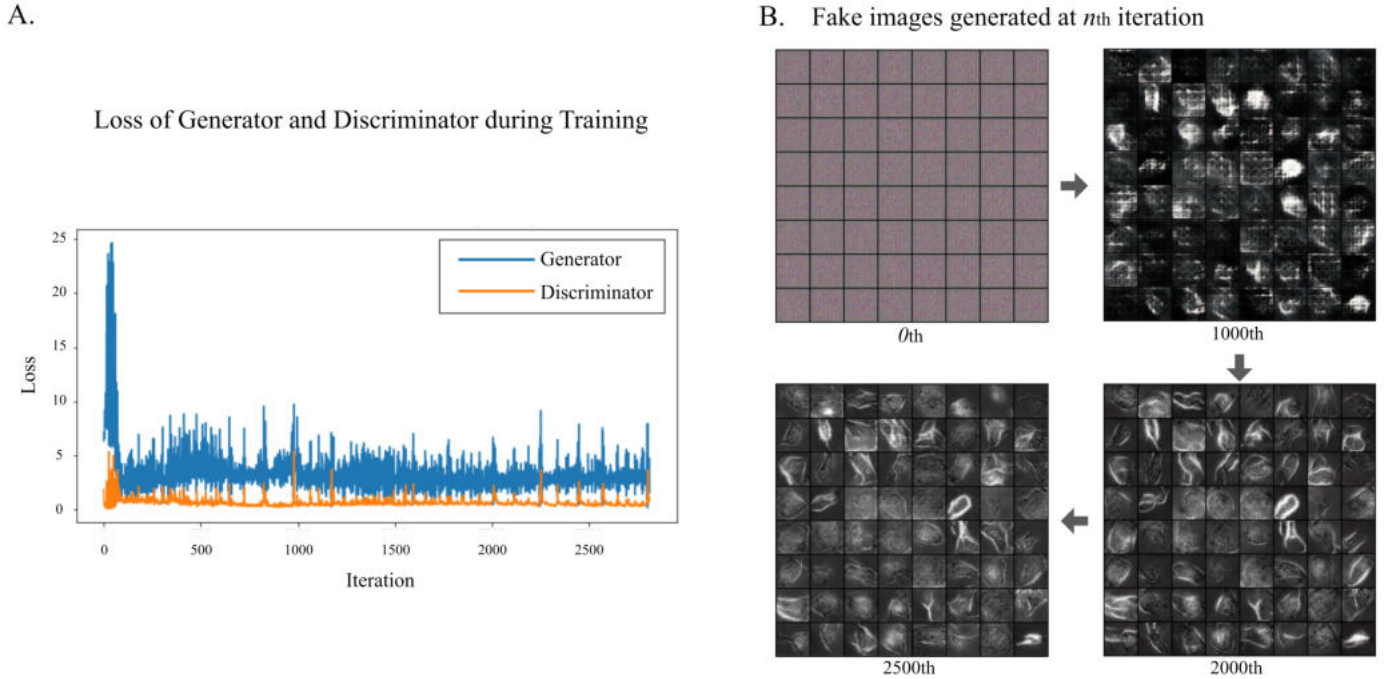 A.
Loss of Generator and Discriminator during Training
25
20
15
10
5
0
Loss
Generator
Discriminator
0 500 1000 1500 2000 2500
Iteration
B. Fake images generated at nth iteration
0th
1000th
2500th
2000th